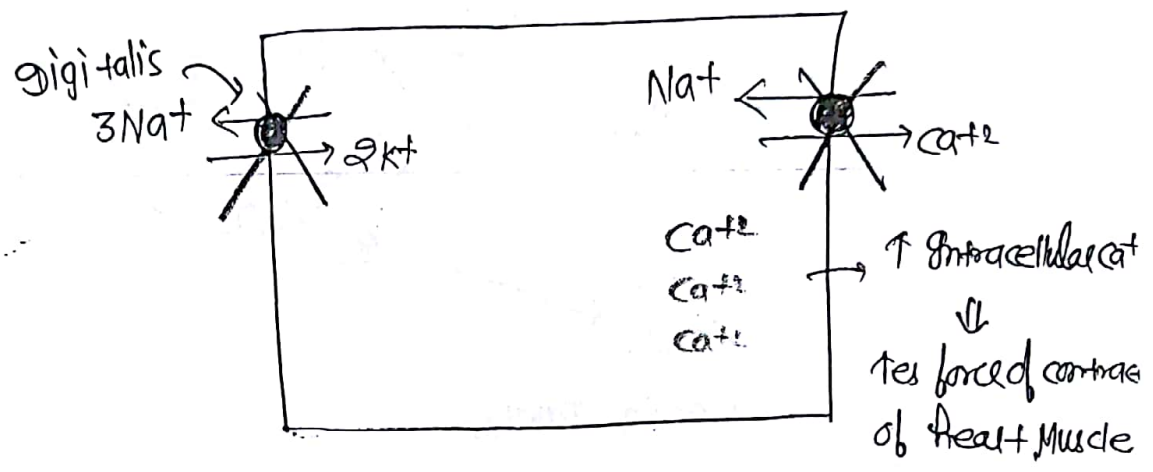 Digitalis
3Na+
2K+
Na+
Ca+2
Ca+2
Ca+2
Ca+2
↑ Intracellular Ca+
⇓
↑es force of contrac
of Heart Muscle